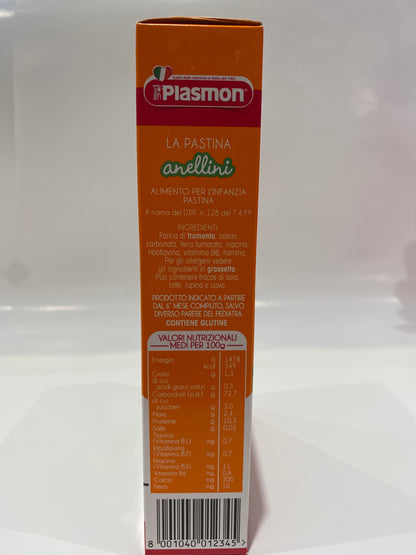 Scelto dalle mamme in Italia dal 1902
Plasmon
LA PASTINA
anellini
ALIMENTO PER L'INFANZIA
PASTINA
A norma del D.P.R. n. 128 del 7.4.99
INGREDIENTI:
Farina di frumento, calcio
carbonato, ferro fumarato, niacina,
riboflavina, vitamina B6, tiamina.
Per gli allergeni vedere
gli ingredienti in grassetto.
Può contenere tracce di soia,
latte, lupino e uova.
PRODOTTO INDICATO A PARTIRE
DAL 6° MESE COMPIUTO, SALVO
DIVERSO PARERE DEL PEDIATRA.
CONTIENE GLUTINE
VALORI NUTRIZIONALI
MEDI PER 100g
Energia kJ 1478
kcal 349
Grassi g 1,3
di cui
acidi grassi saturi g 0,3
Carboidrati (p.d.) g 72,7
di cui
zuccheri g 3,0
Fibre g 2,4
Proteine g 10,3
Sale g 0,03
Tiamina
(Vitamina B1) mg 0,7
Riboflavina
(Vitamina B2) mg 0,7
Niacina
(Vitamina B3) mg 11
Vitamina B6 mg 0,6
Calcio mg 300
Ferro mg 10
8 001040 012345 >